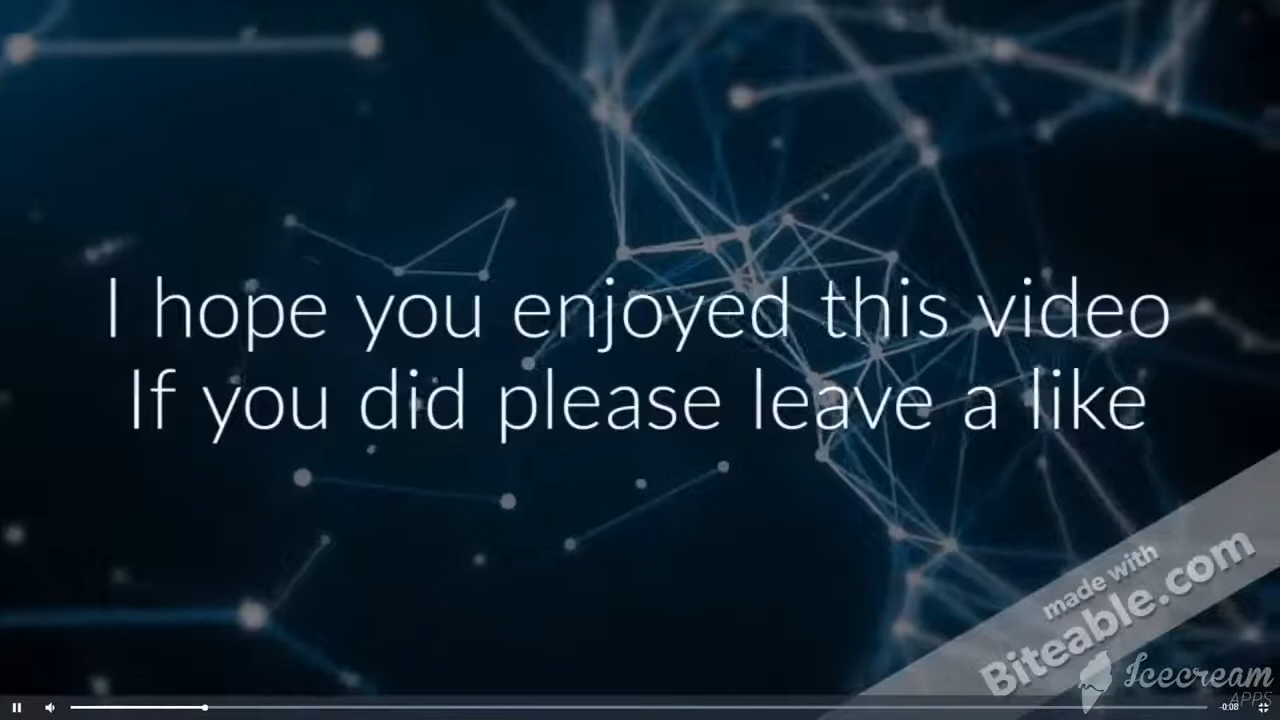 I hope you enjoyed this video
If you did please leave a like
made with
Biteable.com
Icecream
APPS
-0:08